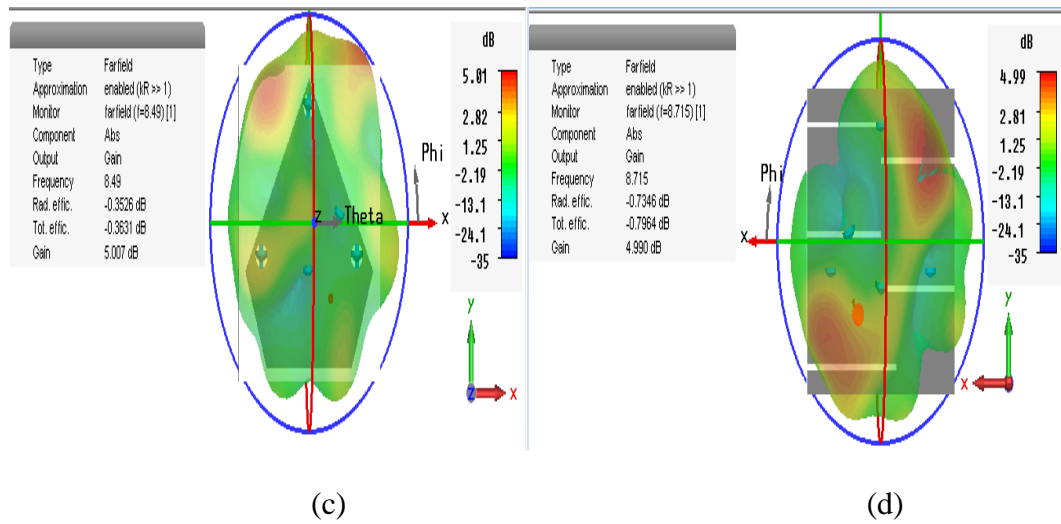 Type Farfield
Approximation enabled (kR >> 1)
Monitor farfield (f=8.49) [1]
Component Abs
Output Gain
Frequency 8.49
Rad. effic. -0.3526 dB
Tot. effic. -0.3631 dB
Gain 5.007 dB
Phi
Theta
z
x
dB
5.01
2.82
1.25
-2.19
-13.1
-24.1
-35
y
z
x
(c)
Type Farfield
Approximation enabled (kR >> 1)
Monitor farfield (f=8.715) [1]
Component Abs
Output Gain
Frequency 8.715
Rad. effic. -0.7346 dB
Tot. effic. -0.7964 dB
Gain 4.990 dB
Phi
x
dB
4.99
2.81
1.25
-2.19
-13.1
-24.1
-35
y
x
(d)